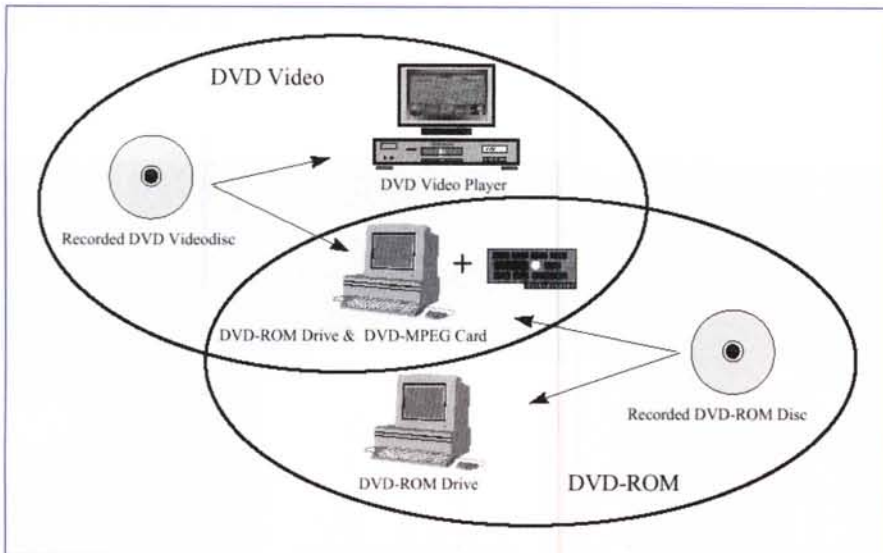 DVD Video
DVD Video Player
Recorded DVD Videodisc
+
DVD-ROM Drive & DVD-MPEG Card
Recorded DVD-ROM Disc
DVD-ROM Drive
DVD-ROM